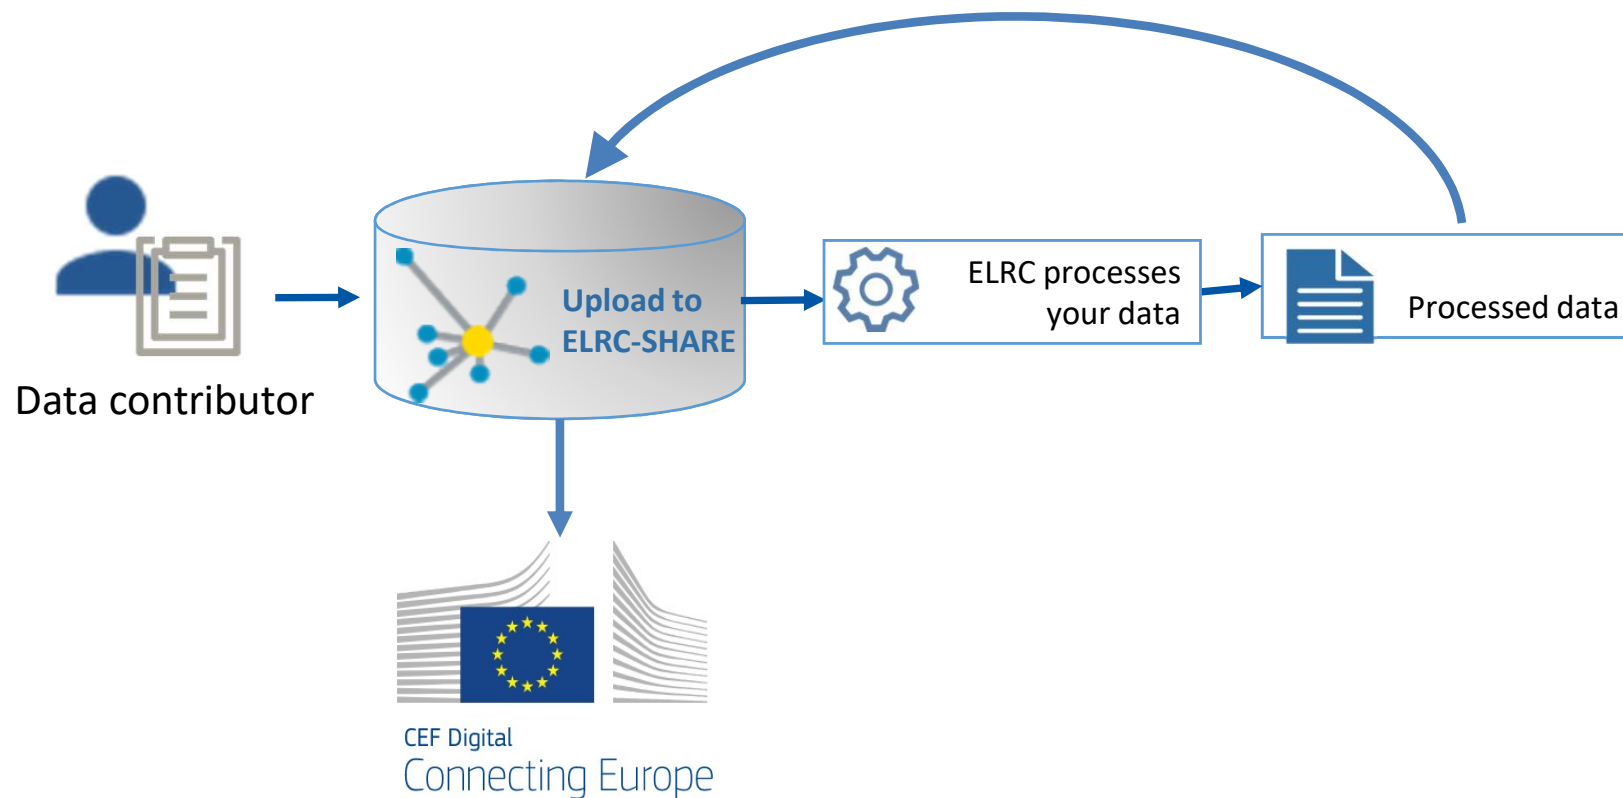 Data contributor
Upload to
ELRC-SHARE
ELRC processes
your data
Processed data
CEF Digital
Connecting Europe